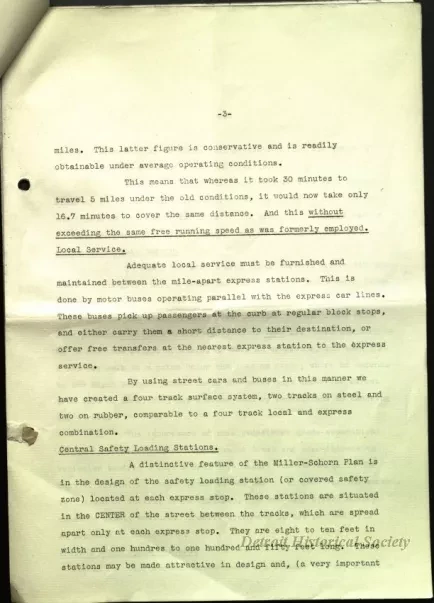 -3-
miles. This latter figure is conservative and is readily
obtainable under average operating conditions.
This means that whereas it took 30 minutes to
travel 5 miles under the old conditions, it would now take only
16.7 minutes to cover the same distance. And this without
exceeding the same free running speed as was formerly employed.
Local Service.
Adequate local service must be furnished and
maintained between the mile-apart express stations. This is
done by motor buses operating parallel with the express car lines.
These buses pick up passengers at the curb at regular block stops,
and either carry them a short distance to their destination, or
offer free transfers at the nearest express station to the express
service.
By using street cars and buses in this manner we
have created a four track surface system, two tracks on steel and
two on rubber, comparable to a four track local and express
combination.
Central Safety Loading Stations.
A distinctive feature of the Miller-Schorn Plan is
in the design of the safety loading station (or covered safety
zone) located at each express stop. These stations are situated
in the CENTER of the street between the tracks, which are spread
apart only at each express stop. They are eight to ten feet in
width and one hundres to one hundred and fifty feet long. These
stations may be made attractive in design and, (a very important
Detroit Historical Society